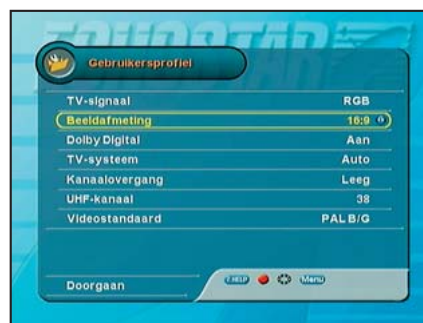 Gebruikersprofiel
TV-signaal RGB
Beeldafmeting 16:9
Dolby Digital Aan
TV-systeem Auto
Kanaalovergang Leeg
UHF-kanaal 38
Videostandaard PAL B/G
Doorgaan ?HELP Menu